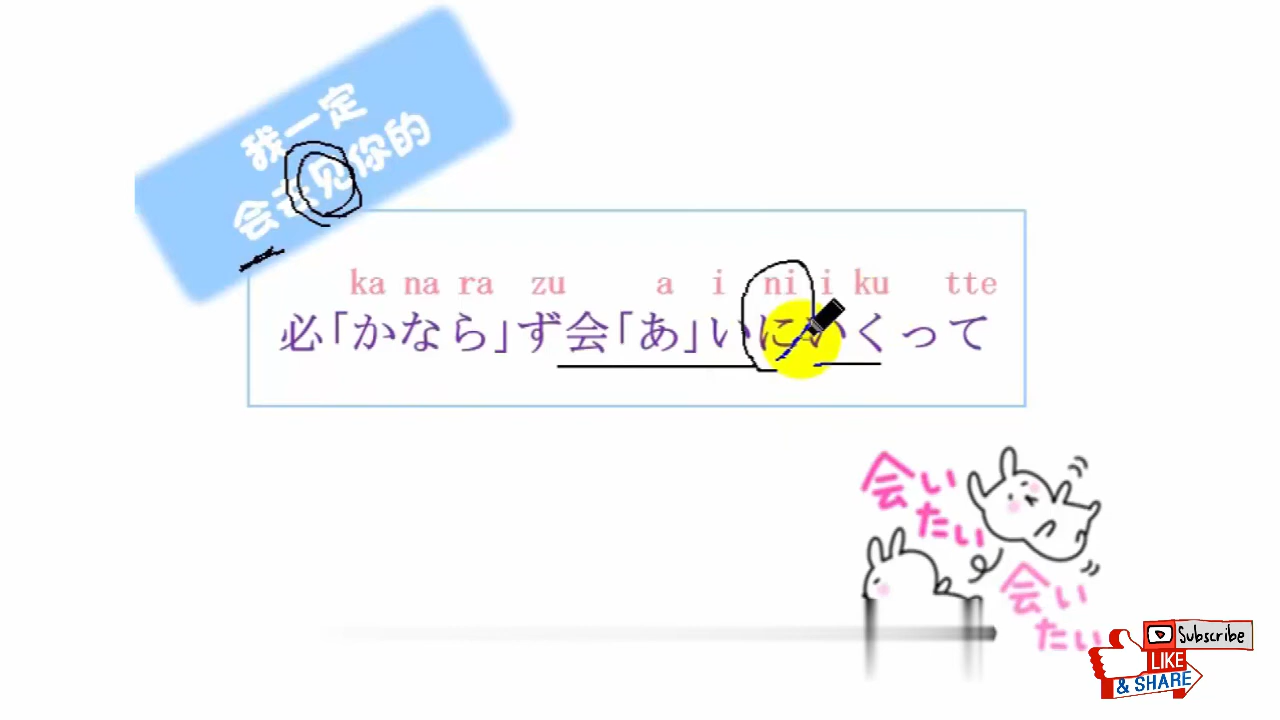 我一定
会去见你的
ka na ra zu a i ni i ku tte
必「かなら」ず会「あ」いにいくって
会い
たい
会い
たい
Subscribe
LIKE
& SHARE